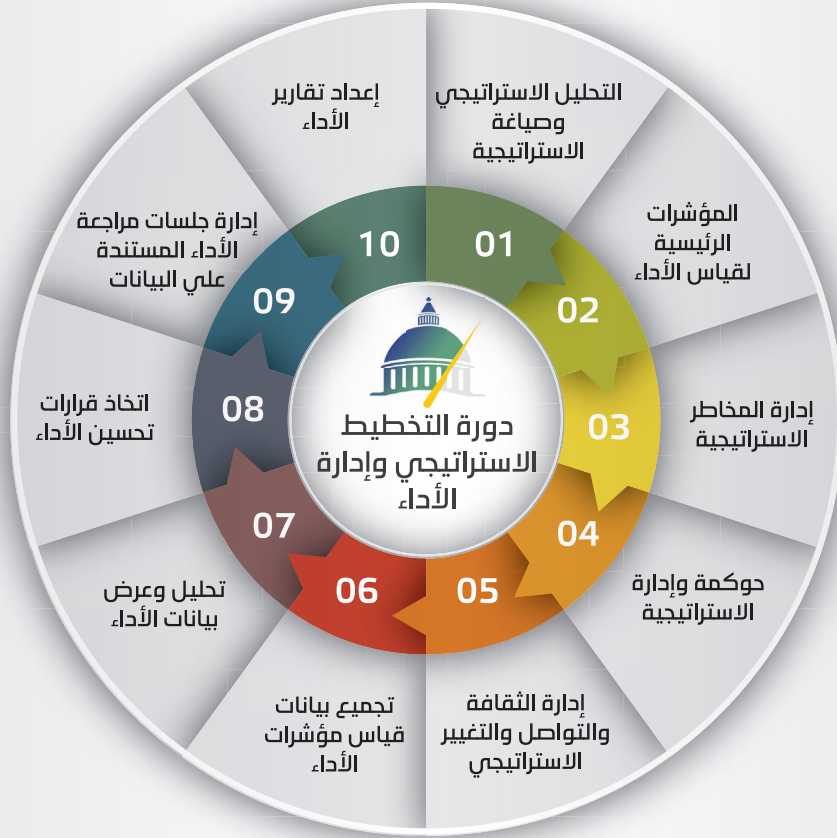 دورة التخطيط
الاستراتيجي وإدارة
الأداء
01
التحليل الاستراتيجي
وصياغة
الاستراتيجية
02
المؤشرات
الرئيسية
لقياس الأداء
03
إدارة المخاطر
الاستراتيجية
04
حوكمة وإدارة
الاستراتيجية
05
إدارة الثقافة
والتواصل والتغيير
الاستراتيجي
06
تجميع بيانات
قياس مؤشرات
الأداء
07
تحليل وعرض
بيانات الأداء
08
اتخاذ قرارات
تحسين الأداء
09
إدارة جلسات مراجعة
الأداء المستندة
علي البيانات
10
إعداد تقارير
الأداء